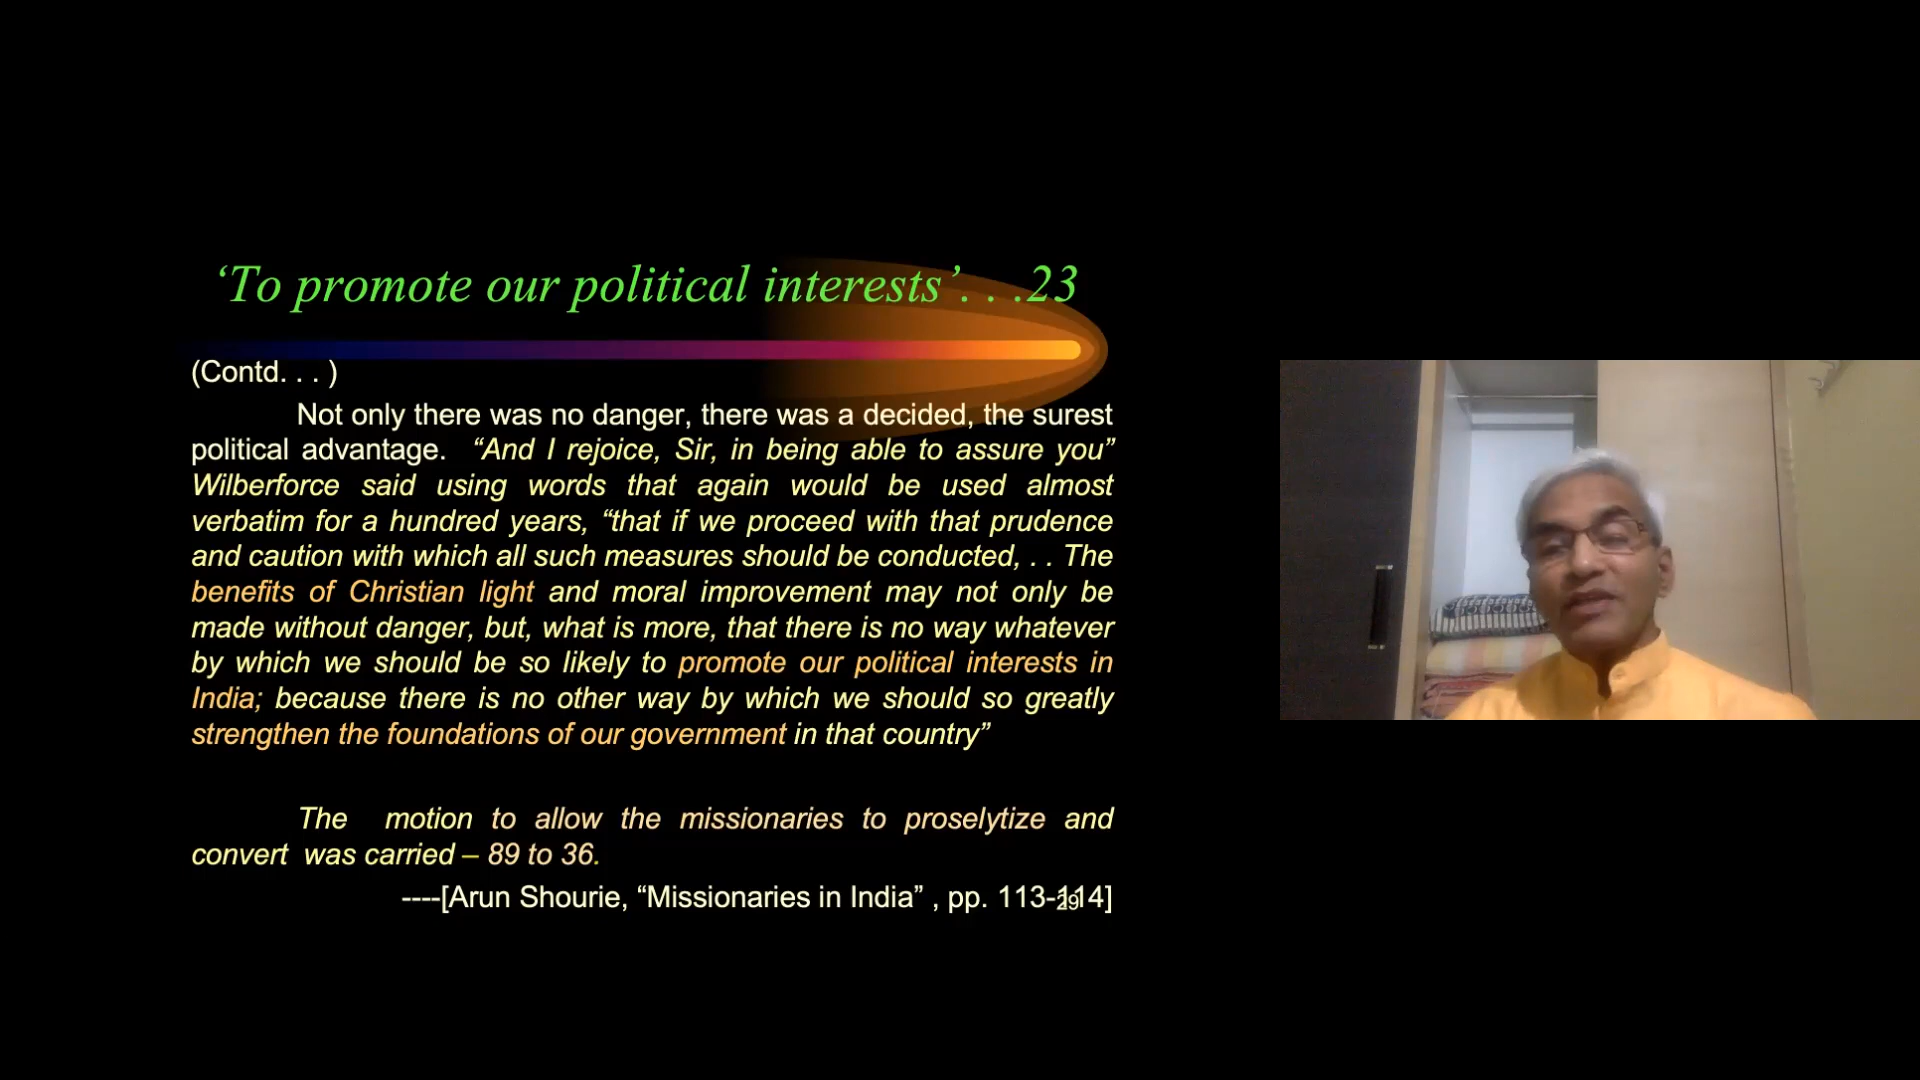 ‘To promote our political interests’. . .23
(Contd. . . )
Not only there was no danger, there was a decided, the surest
political advantage. “And I rejoice, Sir, in being able to assure you”
Wilberforce said using words that again would be used almost
verbatim for a hundred years, “that if we proceed with that prudence
and caution with which all such measures should be conducted, . . The
benefits of Christian light and moral improvement may not only be
made without danger, but, what is more, that there is no way whatever
by which we should be so likely to promote our political interests in
India; because there is no other way by which we should so greatly
strengthen the foundations of our government in that country”
The motion to allow the missionaries to proselytize and
convert was carried – 89 to 36.
----[Arun Shourie, “Missionaries in India” , pp. 113-114]
29